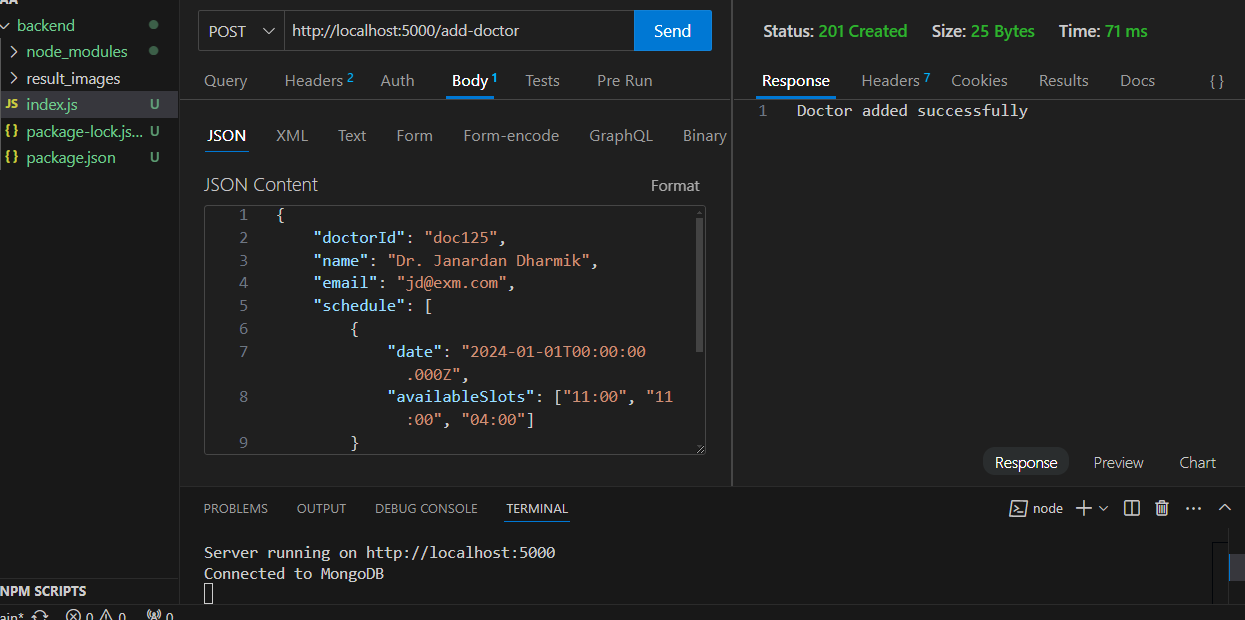 backend
node_modules
result_images
JS index.js U
{} package-lock.js... U
{} package.json U
NPM SCRIPTS
POST http://localhost:5000/add-doctor Send
Query Headers 2 Auth Body 1 Tests Pre Run
JSON XML Text Form Form-encode GraphQL Binary
JSON Content Format
1 {
2 "doctorId": "doc125",
3 "name": "Dr. Janardan Dharmik",
4 "email": "jd@exm.com",
5 "schedule": [
6 {
7 "date": "2024-01-01T00:00:00
.000Z",
8 "availableSlots": ["11:00", "11
:00", "04:00"]
9 }
Status: 201 Created Size: 25 Bytes Time: 71 ms
Response Headers 7 Cookies Results Docs {}
1 Doctor added successfully
Response Preview Chart
PROBLEMS OUTPUT DEBUG CONSOLE TERMINAL
node
Server running on http://localhost:5000
Connected to MongoDB
0 0 0